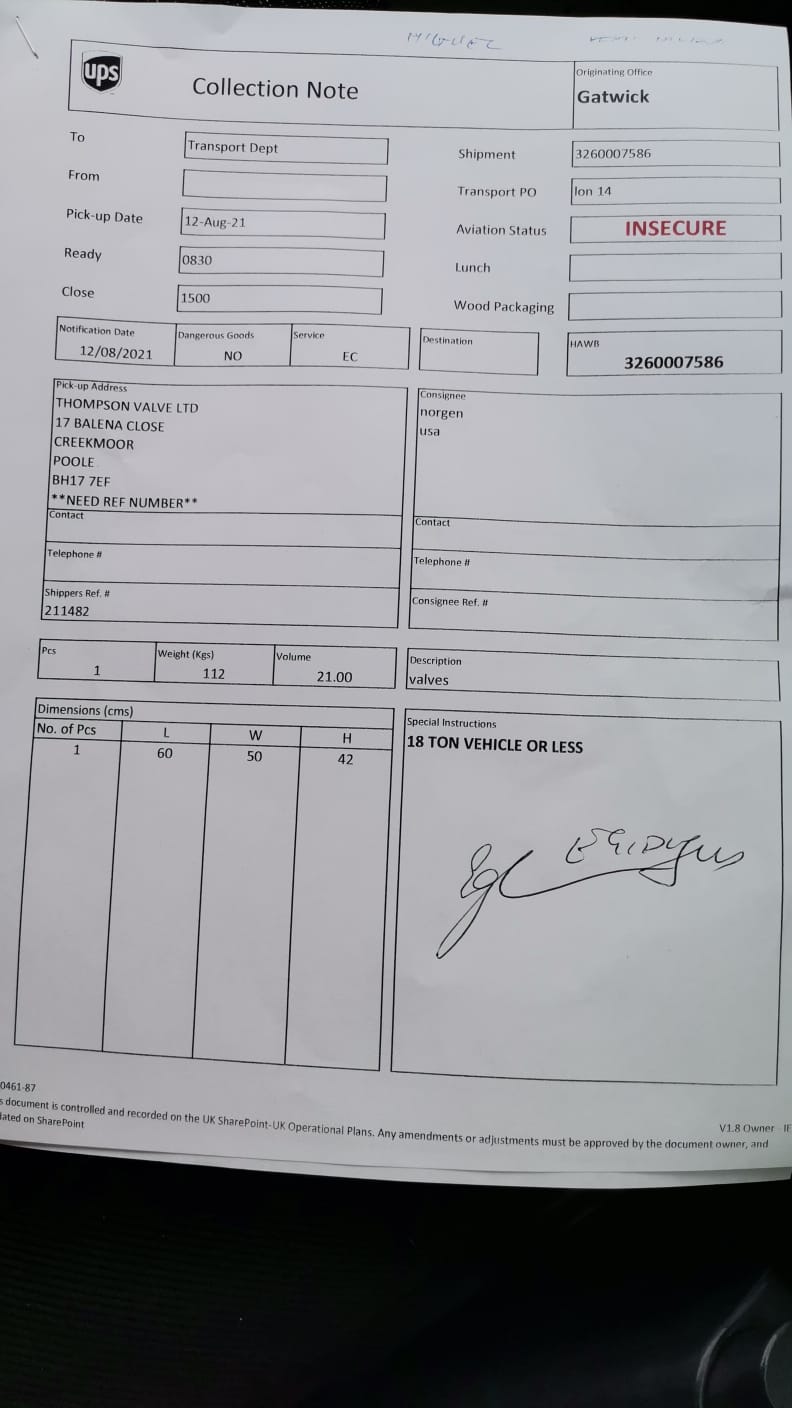 MIGUEZ
ups
Collection Note
Originating Office
Gatwick
To
Transport Dept
Shipment
3260007586
From
Transport PO
lon 14
Pick-up Date
12-Aug-21
Aviation Status
INSECURE
Ready
0830
Lunch
Close
1500
Wood Packaging
Notification Date
12/08/2021
Dangerous Goods
NO
Service
EC
Destination
HAWB
3260007586
Pick-up Address
THOMPSON VALVE LTD
17 BALENA CLOSE
CREEKMOOR
POOLE
BH17 7EF
**NEED REF NUMBER**
Contact
Telephone #
Shippers Ref. #
211482
Consignee
norgen
usa
Contact
Telephone #
Consignee Ref. #
Pcs
1
Weight (Kgs)
112
Volume
21.00
Description
valves
Dimensions (cms)
No. of Pcs L W H
1 60 50 42
Special Instructions
18 TON VEHICLE OR LESS
0461-87
s document is controlled and recorded on the UK SharePoint-UK Operational Plans. Any amendments or adjustments must be approved by the document owner, and
dated on SharePoint
V1.8 Owner - IF